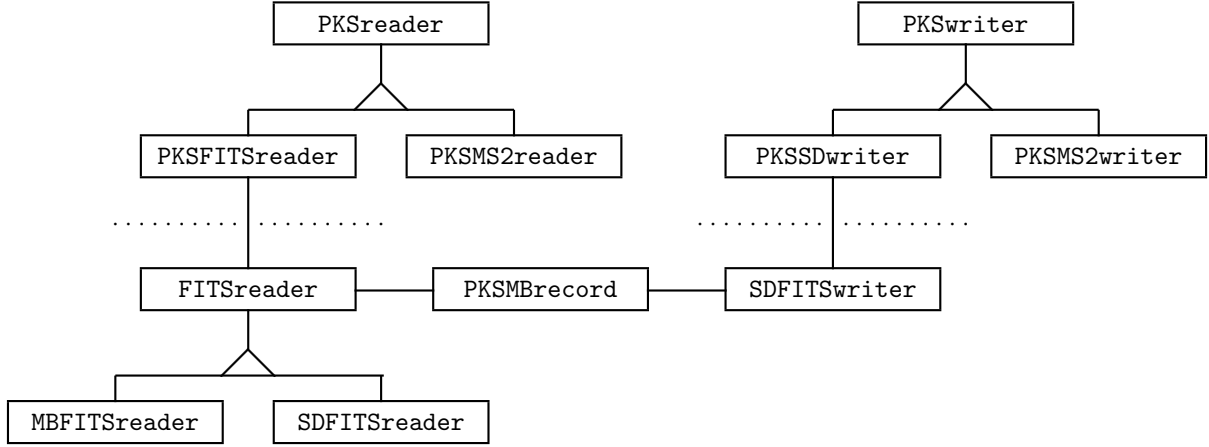 PKSreader
PKSwriter
PKSFITSreader
PKSMS2reader
PKSSDwriter
PKSMS2writer
FITSreader
PKSMBrecord
SDFITSwriter
MBFITSreader
SDFITSreader